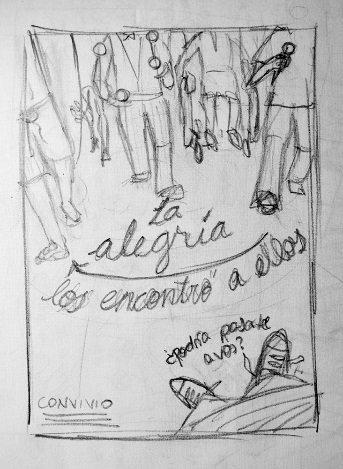 La
alegría
los encontró a ellos
¿podría pasarte
a vos?
CONVIVIO